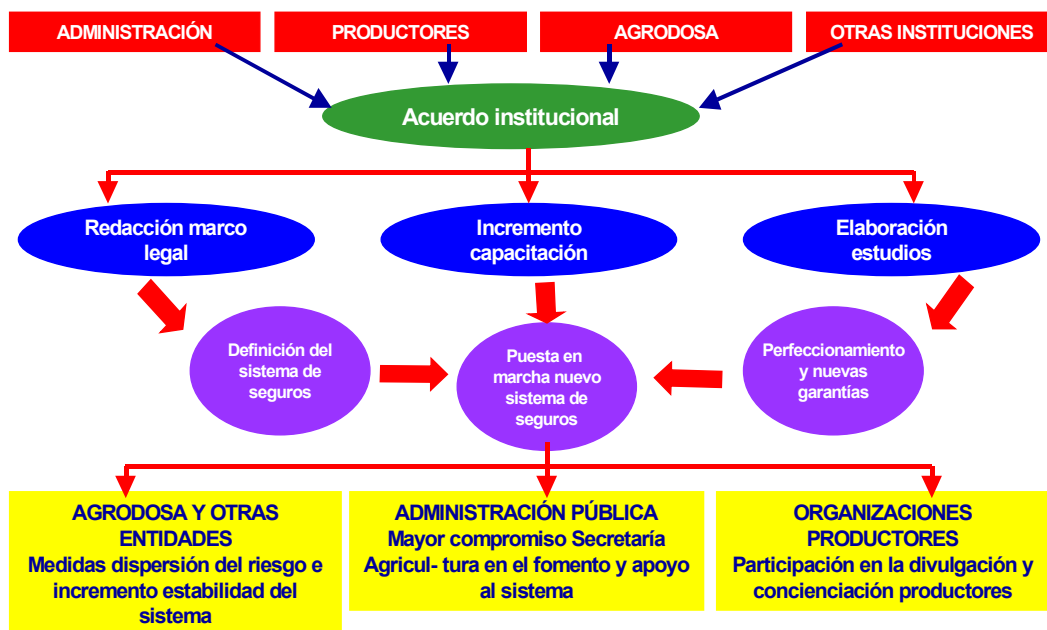 ADMINISTRACIÓN
PRODUCTORES
AGRODOSA
OTRAS INSTITUCIONES
Acuerdo institucional
Redacción marco
legal
Incremento
capacitación
Elaboración
estudios
Definición del
sistema de
seguros
Puesta en
marcha nuevo
sistema de
seguros
Perfeccionamiento
y nuevas
garantías
AGRODOSA Y OTRAS
ENTIDADES
Medidas dispersión del riesgo e
incremento estabilidad del
sistema
ADMINISTRACIÓN PÚBLICA
Mayor compromiso Secretaría
Agricul- tura en el fomento y apoyo
al sistema
ORGANIZACIONES
PRODUCTORES
Participación en la divulgación y
concienciación productores